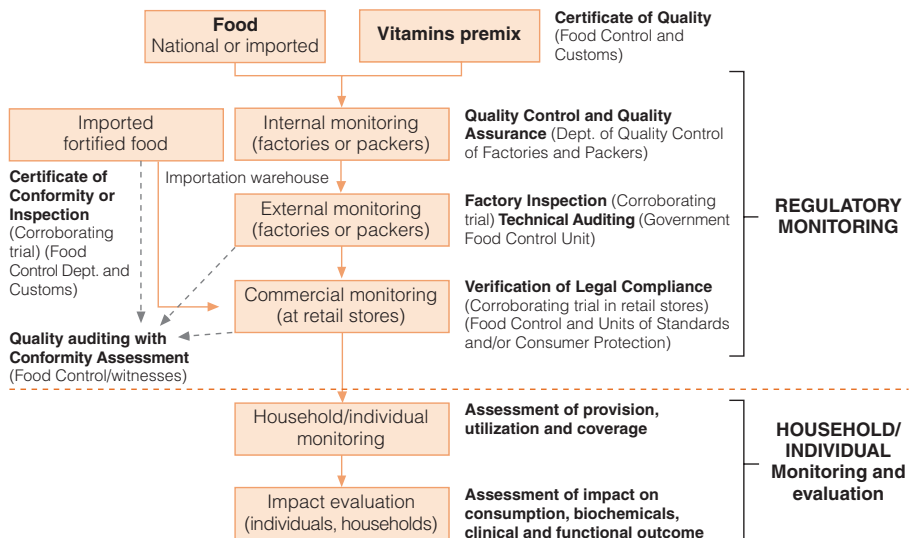 Food
National or imported
Vitamins premix
Certificate of Quality
(Food Control and
Customs)
Imported
fortified food
Internal monitoring
(factories or packers)
Quality Control and Quality
Assurance (Dept. of Quality Control
of Factories and Packers)
Certificate of
Conformity or
Inspection
(Corroborating
trial) (Food
Control Dept. and
Customs)
Importation warehouse
External monitoring
(factories or packers)
Factory Inspection (Corroborating
trial) Technical Auditing (Government
Food Control Unit)
REGULATORY
MONITORING
Commercial monitoring
(at retail stores)
Verification of Legal Compliance
(Corroborating trial in retail stores)
(Food Control and Units of Standards
and/or Consumer Protection)
Quality auditing with
Conformity Assessment
(Food Control/witnesses)
Household/individual
monitoring
Assessment of provision,
utilization and coverage
HOUSEHOLD/
INDIVIDUAL
Monitoring and
evaluation
Impact evaluation
(individuals, households)
Assessment of impact on
consumption, biochemicals,
clinical and functional outcome